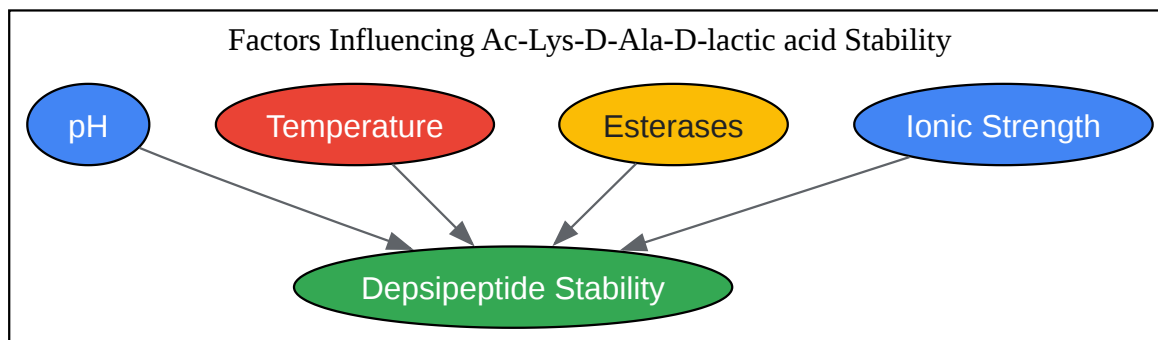 Factors Influencing Ac-Lys-D-Ala-D-lactic acid Stability
pH
Temperature
Esterases
Ionic Strength
Depsipeptide Stability